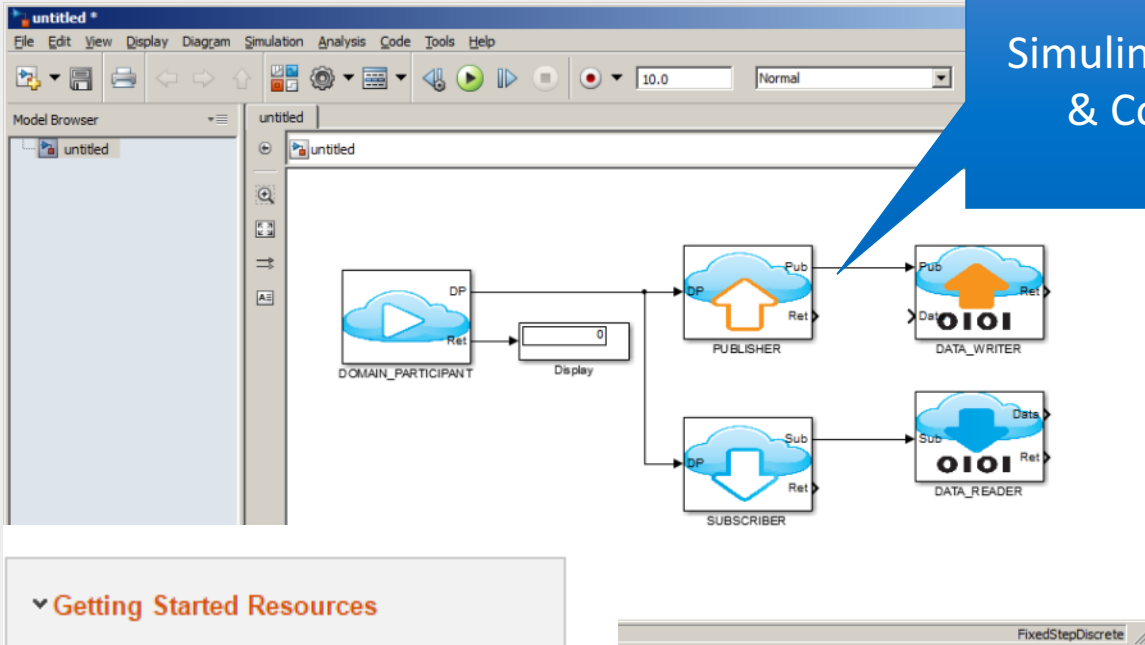 untitled *
File Edit View Display Diagram Simulation Analysis Code Tools Help
10.0 Normal
Model Browser
untitled
untitled
untitled
Simulin
& Co
DP
Ret
DOMAIN_PARTICIPANT
0
Display
DP
Pub
Ret
PUBLISHER
Pub
Data
Ret
0101
DATA_WRITER
DP
Sub
Ret
SUBSCRIBER
Sub
Data
Ret
0101
DATA_READER
Getting Started Resources
FixedStepDiscrete